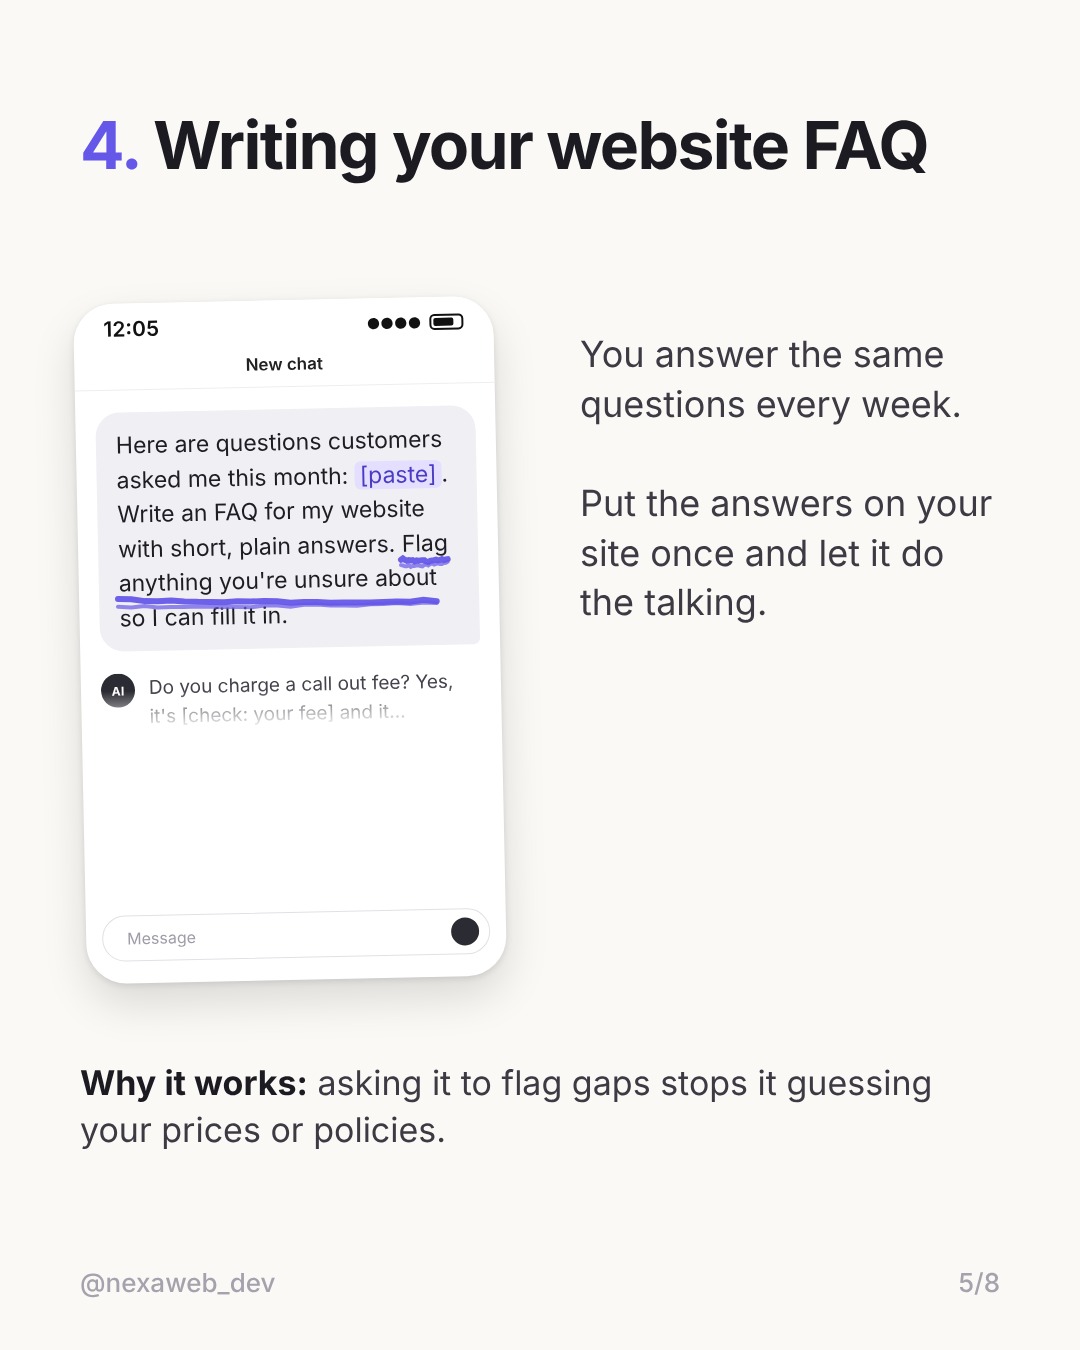 4. Writing your website FAQ
12:05
New chat
Here are questions customers
asked me this month: [paste].
Write an FAQ for my website
with short, plain answers. Flag
anything you're unsure about
so I can fill it in.
AI
Do you charge a call out fee? Yes,
it's [check: your fee] and it...
Message
You answer the same
questions every week.
Put the answers on your
site once and let it do
the talking.
Why it works: asking it to flag gaps stops it guessing
your prices or policies.
@nexaweb_dev
5/8